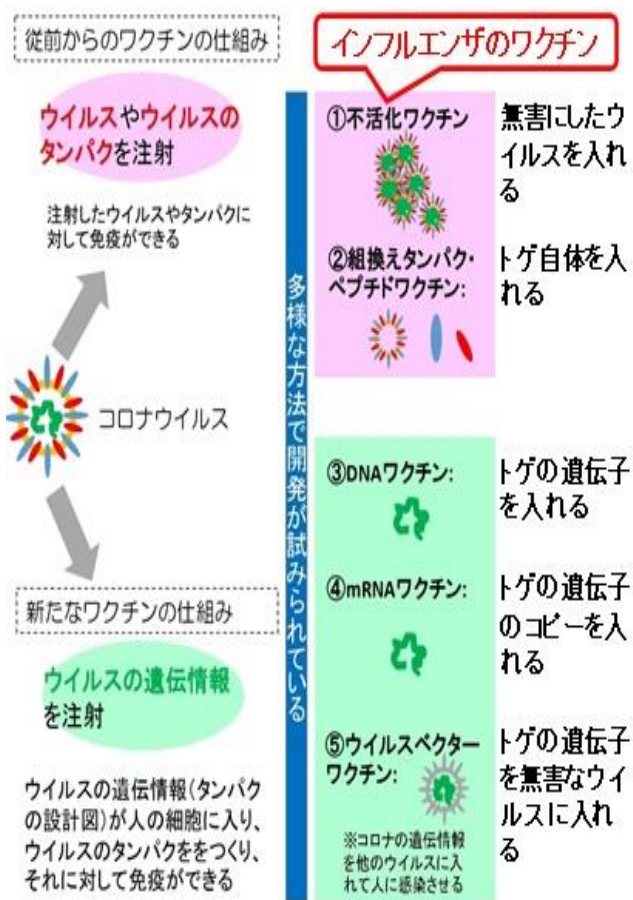 従前からのワクチンの仕組み
ウイルスやウイルスの
タンパクを注射
注射したウイルスやタンパクに
対して免疫ができる
コロナウイルス
新たなワクチンの仕組み
ウイルスの遺伝情報
を注射
ウイルスの遺伝情報(タンパク
の設計図)が人の細胞に入り、
ウイルスのタンパクををつくり、
それに対して免疫ができる
多様な方法で開発が試みられている
インフルエンザのワクチン
①不活化ワクチン
無害にしたウ
イルスを入れ
る
②組換えタンパク・
ペプチドワクチン:
トゲ自体を入
れる
③DNAワクチン:
トゲの遺伝子
を入れる
④mRNAワクチン:
トゲの遺伝子
のコピーを入
れる
⑤ウイルスベクター
ワクチン:
※コロナの遺伝情報
を他のウイルスに入
れて人に感染させる
トゲの遺伝子
を無害なウイ
ルスに入れ
る